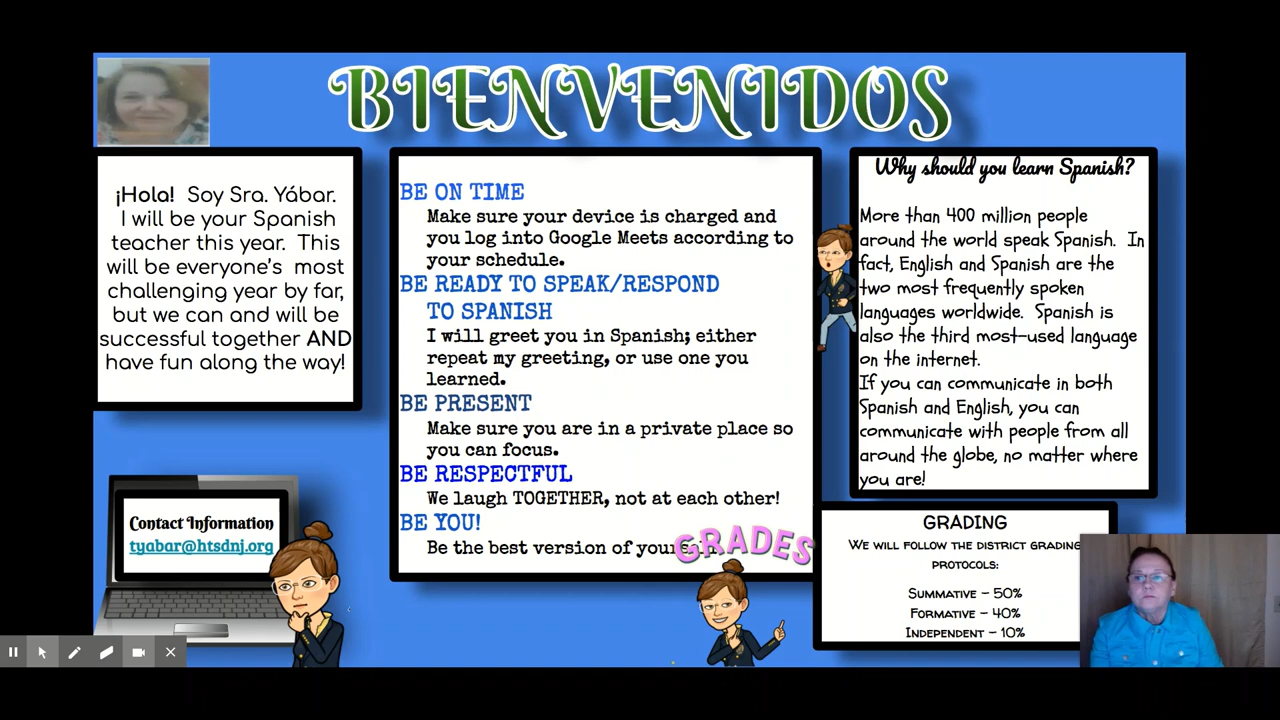 BIENVENIDOS
¡Hola! Soy Sra. Yábar.
I will be your Spanish
teacher this year. This
will be everyone's most
challenging year by far,
but we can and will be
successful together AND
have fun along the way!
Contact Information
tyabar@htsdnj.org
BE ON TIME
Make sure your device is charged and
you log into Google Meets according to
your schedule.
BE READY TO SPEAK/RESPOND
TO SPANISH
I will greet you in Spanish; either
repeat my greeting, or use one you
learned.
BE PRESENT
Make sure you are in a private place so
you can focus.
BE RESPECTFUL
We laugh TOGETHER, not at each other!
BE YOU!
Be the best version of
GRADES
Why should you learn Spanish?
More than 400 million people
around the world speak Spanish. In
fact, English and Spanish are the
two most frequently spoken
languages worldwide. Spanish is
also the third most-used language
on the internet.
If you can communicate in both
Spanish and English, you can
communicate with people from all
around the globe, no matter where
you are!
GRADING
WE WILL FOLLOW THE DISTRICT GRADING
PROTOCOLS:
SUMMATIVE - 50%
FORMATIVE - 40%
INDEPENDENT - 10%